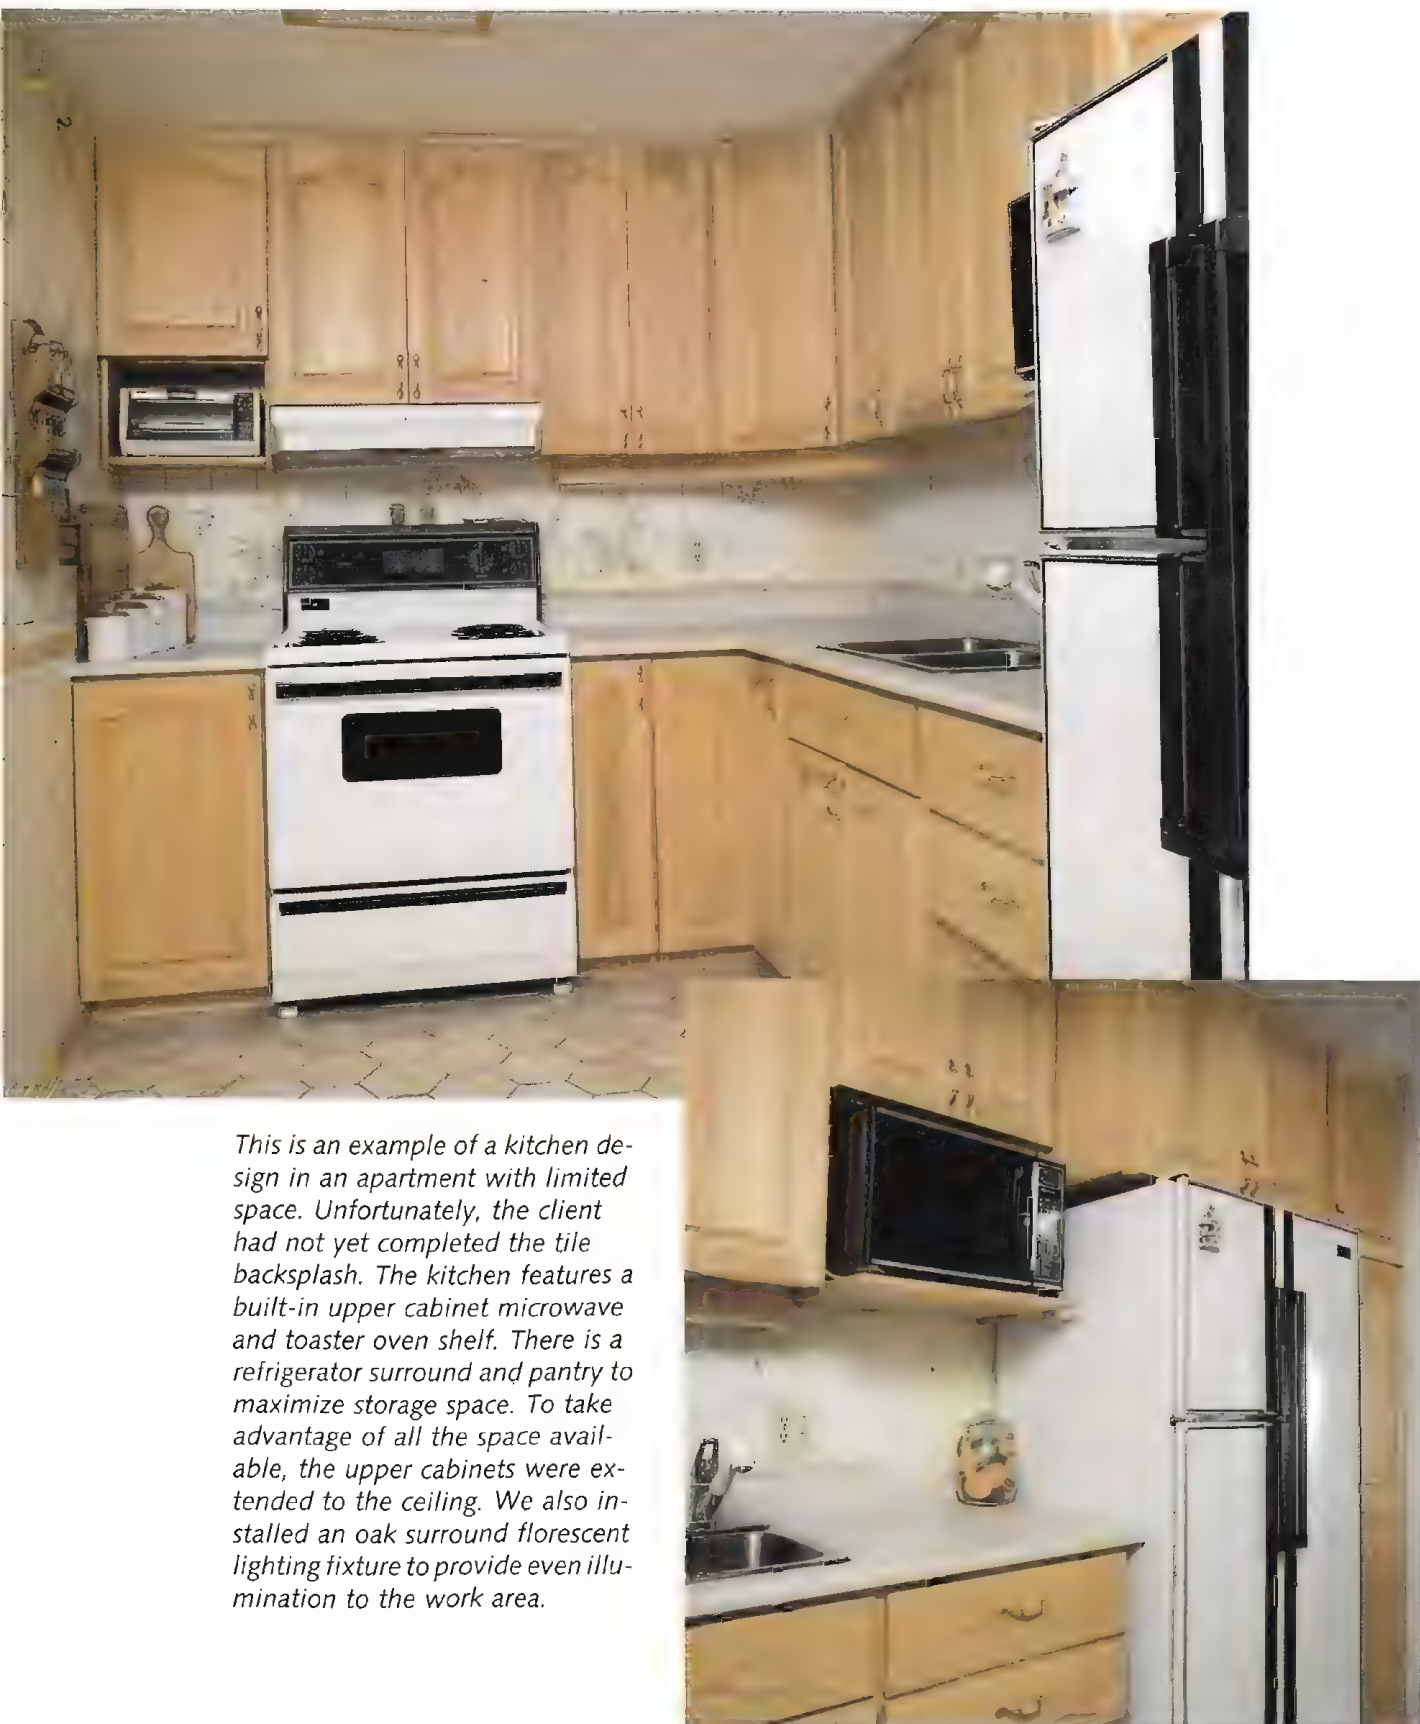 This is an example of a kitchen de-
sign in an apartment with limited
space. Unfortunately, the client
had not yet completed the tile
backsplash. The kitchen features a
built-in upper cabinet microwave
and toaster oven shelf. There is a
refrigerator surround and pantry to
maximize storage space. To take
advantage of all the space avail-
able, the upper cabinets were ex-
tended to the ceiling. We also in-
stalled an oak surround florescent
lighting fixture to provide even illu-
mination to the work area.